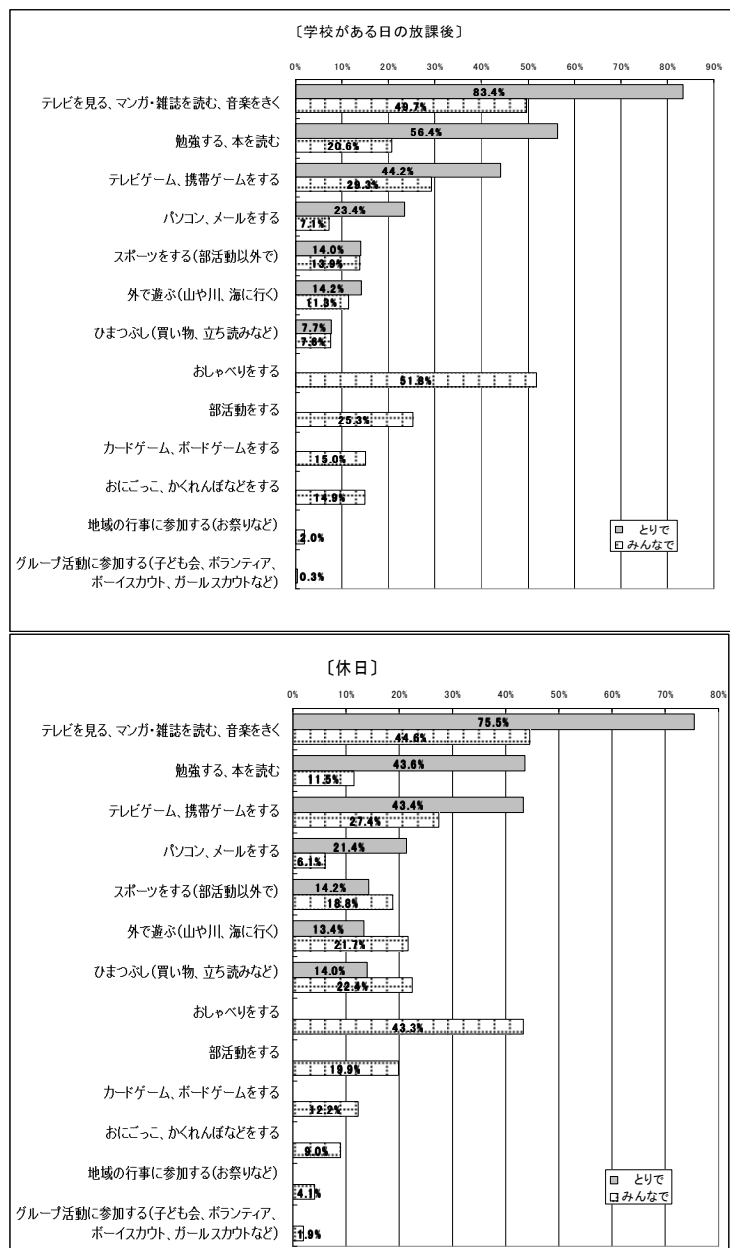 〔学校がある日の放課後〕
0% 10% 20% 30% 40% 50% 60% 70% 80% 90%
テレビを見る、マンガ・雑誌を読む、音楽をきく
83.4%
49.7%
勉強する、本を読む
56.4%
20.6%
テレビゲーム、携帯ゲームをする
44.2%
29.3%
パソコン、メールをする
23.4%
7.1%
スポーツをする(部活動以外で)
14.0%
13.9%
外で遊ぶ(山や川、海に行く)
14.2%
11.3%
ひまつぶし(買い物、立ち読みなど)
7.7%
7.6%
おしゃべりをする
51.8%
部活動をする
25.3%
カードゲーム、ボードゲームをする
15.0%
おにごっこ、かくれんぼなどをする
14.9%
地域の行事に参加する(お祭りなど)
2.0%
グループ活動に参加する(子ども会、ボランティア、
ボーイスカウト、ガールスカウトなど)
0.3%
とりで
みんなで
〔休日〕
0% 10% 20% 30% 40% 50% 60% 70% 80%
テレビを見る、マンガ・雑誌を読む、音楽をきく
75.5%
44.6%
勉強する、本を読む
43.6%
11.5%
テレビゲーム、携帯ゲームをする
43.4%
27.4%
パソコン、メールをする
21.4%
6.1%
スポーツをする(部活動以外で)
14.2%
18.8%
外で遊ぶ(山や川、海に行く)
13.4%
21.7%
ひまつぶし(買い物、立ち読みなど)
14.0%
22.4%
おしゃべりをする
43.3%
部活動をする
19.9%
カードゲーム、ボードゲームをする
12.2%
おにごっこ、かくれんぼなどをする
9.0%
地域の行事に参加する(お祭りなど)
4.1%
グループ活動に参加する(子ども会、ボランティア、
ボーイスカウト、ガールスカウトなど)
1.9%
とりで
みんなで